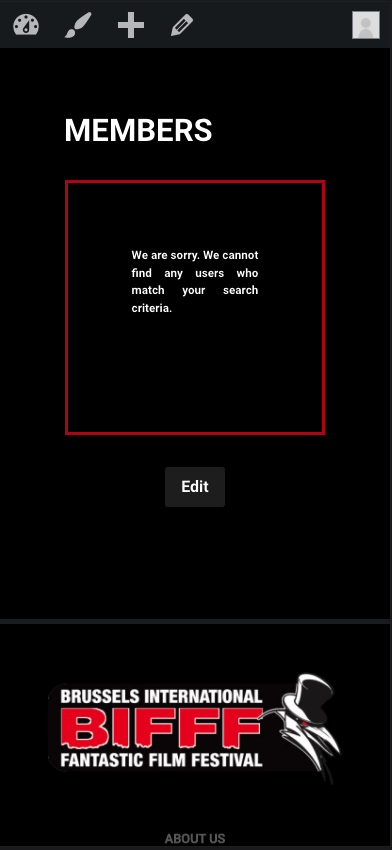 MEMBERS
We are sorry. We cannot
find any users who
match your search
criteria.
Edit
BRUSSELS INTERNATIONAL
BIFFF
FANTASTIC FILM FESTIVAL
ABOUT US